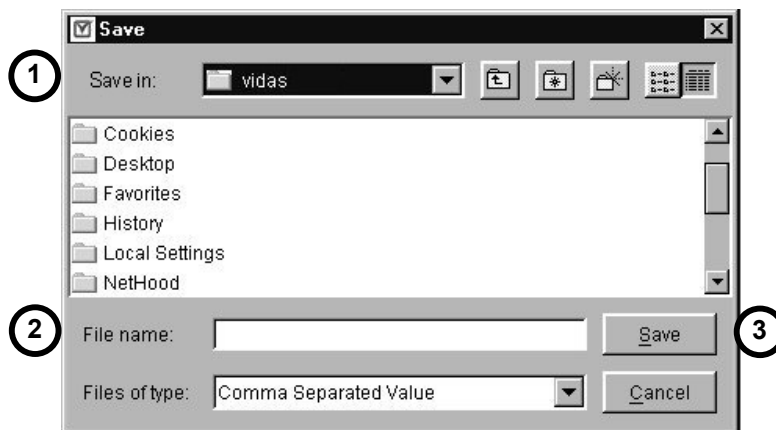 Save
1
Save in: vidas
Cookies
Desktop
Favorites
History
Local Settings
NetHood
2
File name:
Save
3
Files of type: Comma Separated Value
Cancel